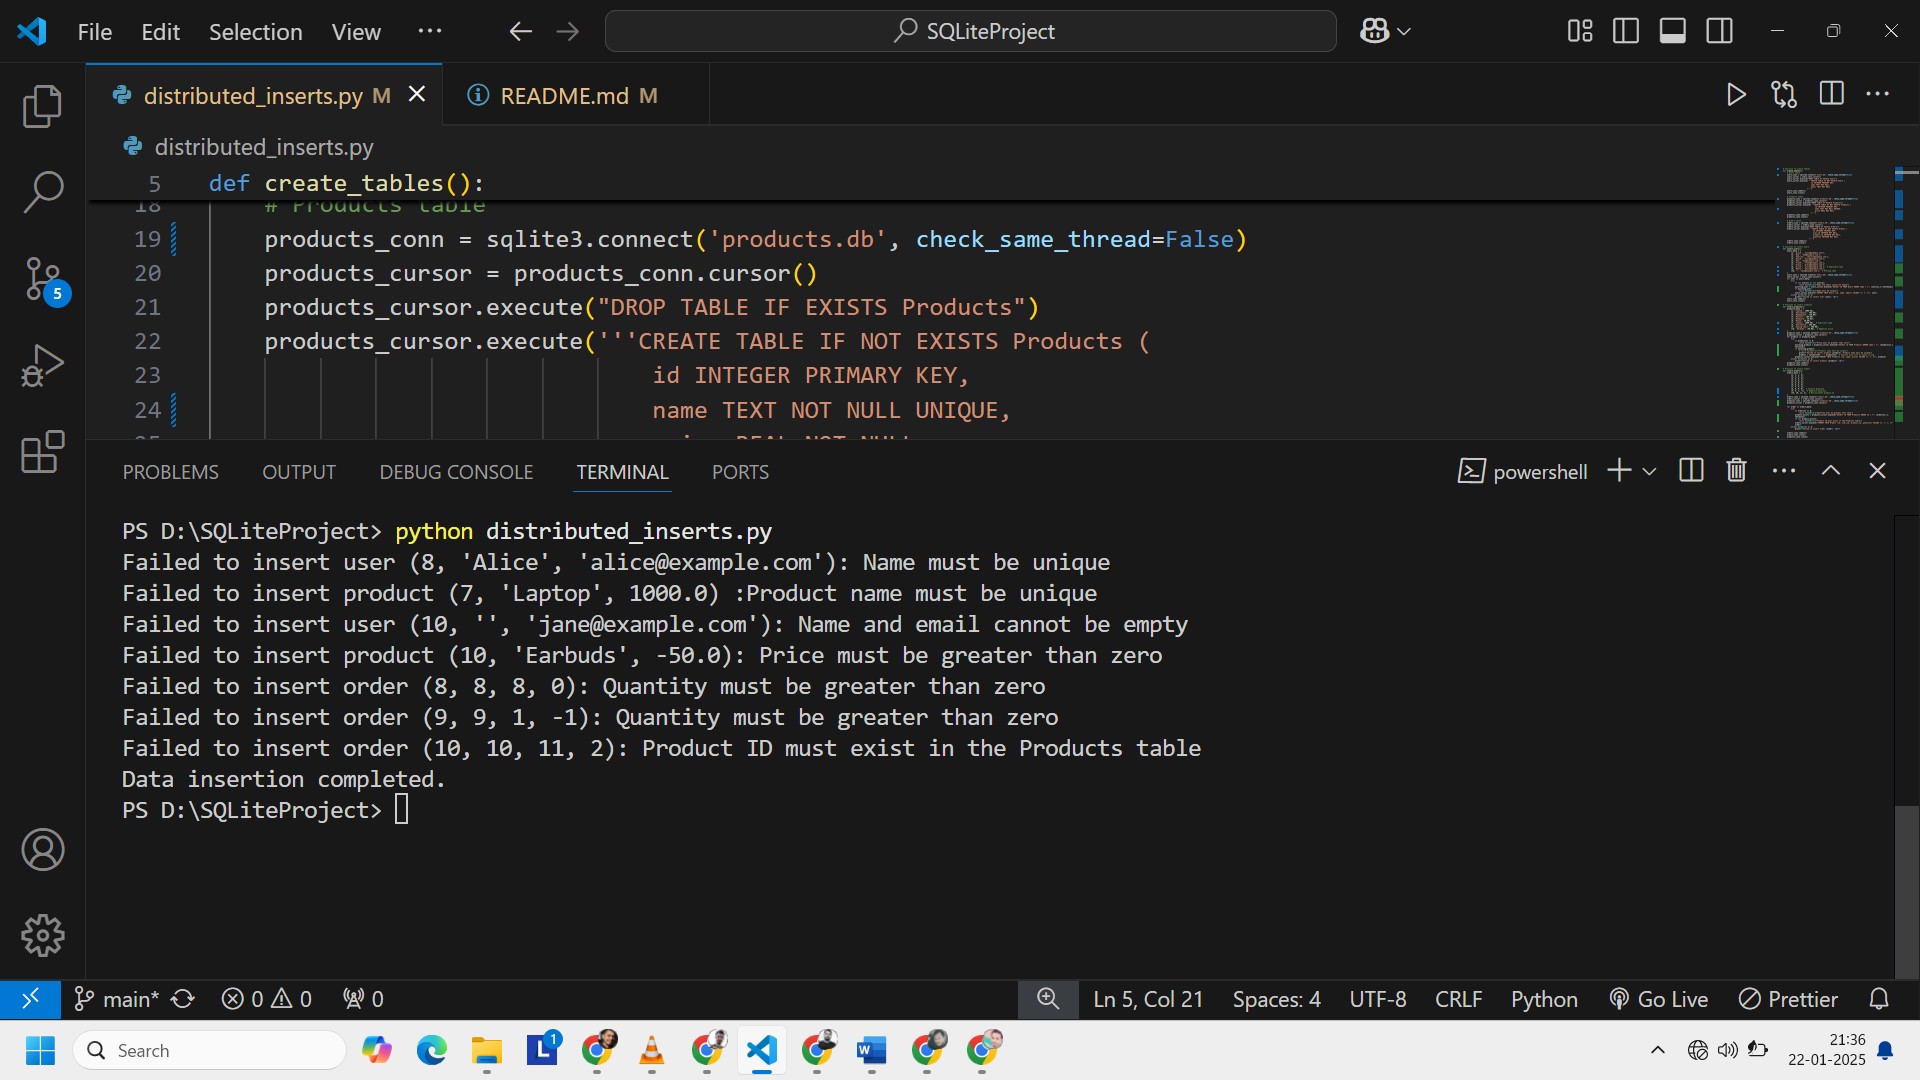 File Edit Selection View ··· SQLiteProject
distributed_inserts.py M README.md M
distributed_inserts.py
5 def create_tables():
18 # Products table
19 products_conn = sqlite3.connect('products.db', check_same_thread=False)
20 products_cursor = products_conn.cursor()
21 products_cursor.execute("DROP TABLE IF EXISTS Products")
22 products_cursor.execute('''CREATE TABLE IF NOT EXISTS Products (
23 id INTEGER PRIMARY KEY,
24 name TEXT NOT NULL UNIQUE,
5
PROBLEMS OUTPUT DEBUG CONSOLE TERMINAL PORTS powershell
PS D:\SQLiteProject> python distributed_inserts.py
Failed to insert user (8, 'Alice', 'alice@example.com'): Name must be unique
Failed to insert product (7, 'Laptop', 1000.0) :Product name must be unique
Failed to insert user (10, '', 'jane@example.com'): Name and email cannot be empty
Failed to insert product (10, 'Earbuds', -50.0): Price must be greater than zero
Failed to insert order (8, 8, 8, 0): Quantity must be greater than zero
Failed to insert order (9, 9, 1, -1): Quantity must be greater than zero
Failed to insert order (10, 10, 11, 2): Product ID must exist in the Products table
Data insertion completed.
PS D:\SQLiteProject>
main* 0 0 0 Ln 5, Col 21 Spaces: 4 UTF-8 CRLF Python Go Live Prettier
Search 1 21:36
22-01-2025